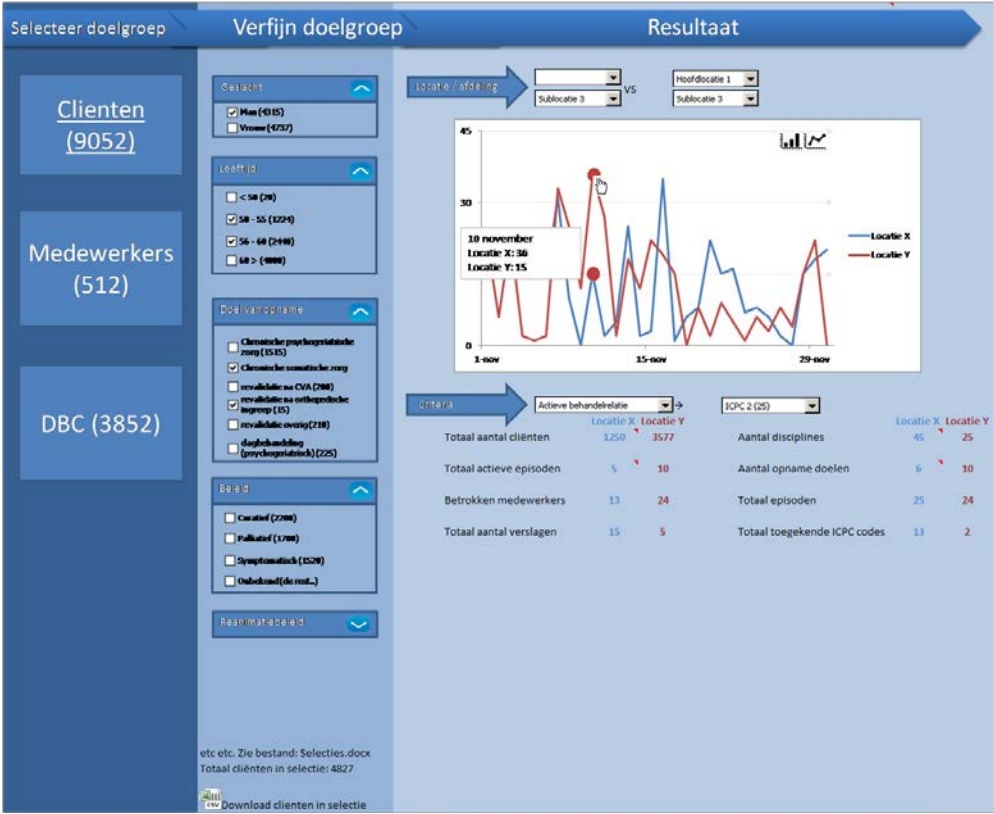 Selecteer doelgroep
Verfijn doelgroep
Resultaat
Clienten
(9052)
Medewerkers
(512)
DBC (3852)
Geslacht
Man (4315)
Vrouw (4737)
Leeftijd
< 50 (20)
50 - 55 (1224)
56 - 60 (2440)
60 > (4000)
Doel van opname
Chronische psychogeriatrische
zorg (1515)
Chronische somatische zorg
revalidatie na CVA (200)
revalidatie na orthopedische
ingreep (15)
revalidatie overig (210)
dagbehandeling
(psychogeriatrisch) (225)
Beleid
Curatief (2200)
Palliatief (1700)
Symptomatisch (1520)
Onbekend (de rest...)
Reanimatiebeleid
etc etc. Zie bestand: Selecties.docx
Totaal cliënten in selectie: 4827
CSV Download clienten in selectie
Locatie / afdeling
Sublocatie 3
VS
Hoofdlocatie 1
Sublocatie 3
45
30
0
10 november
Locatie X: 36
Locatie Y: 15
Locatie X
Locatie Y
1-nov 15-nov 29-nov
Criteria
Actieve behandelrelatie → ICPC 2 (25)
Locatie X Locatie Y
Totaal aantal cliënten 1250 3577
Totaal actieve episoden 5 10
Betrokken medewerkers 13 24
Totaal aantal verslagen 15 5
Locatie X Locatie Y
Aantal disciplines 45 25
Aantal opname doelen 6 10
Totaal episoden 25 24
Totaal toegekende ICPC codes 13 2